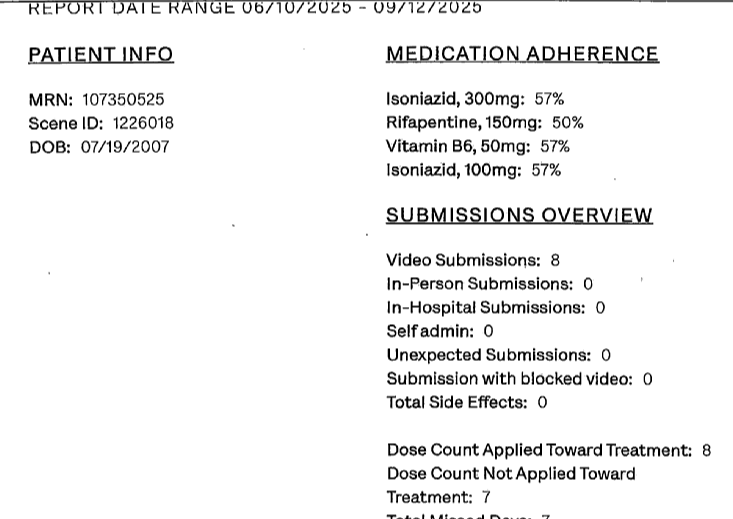 REPORT DATE RANGE 06/10/2025 - 09/12/2025
PATIENT INFO
MRN: 107350525
Scene ID: 1226018
DOB: 07/19/2007
MEDICATION ADHERENCE
Isoniazid, 300mg: 57%
Rifapentine, 150mg: 50%
Vitamin B6, 50mg: 57%
Isoniazid, 100mg: 57%
SUBMISSIONS OVERVIEW
Video Submissions: 8
In-Person Submissions: 0
In-Hospital Submissions: 0
Self admin: 0
Unexpected Submissions: 0
Submission with blocked video: 0
Total Side Effects: 0
Dose Count Applied Toward Treatment: 8
Dose Count Not Applied Toward
Treatment: 7
Total Missed Days: 7